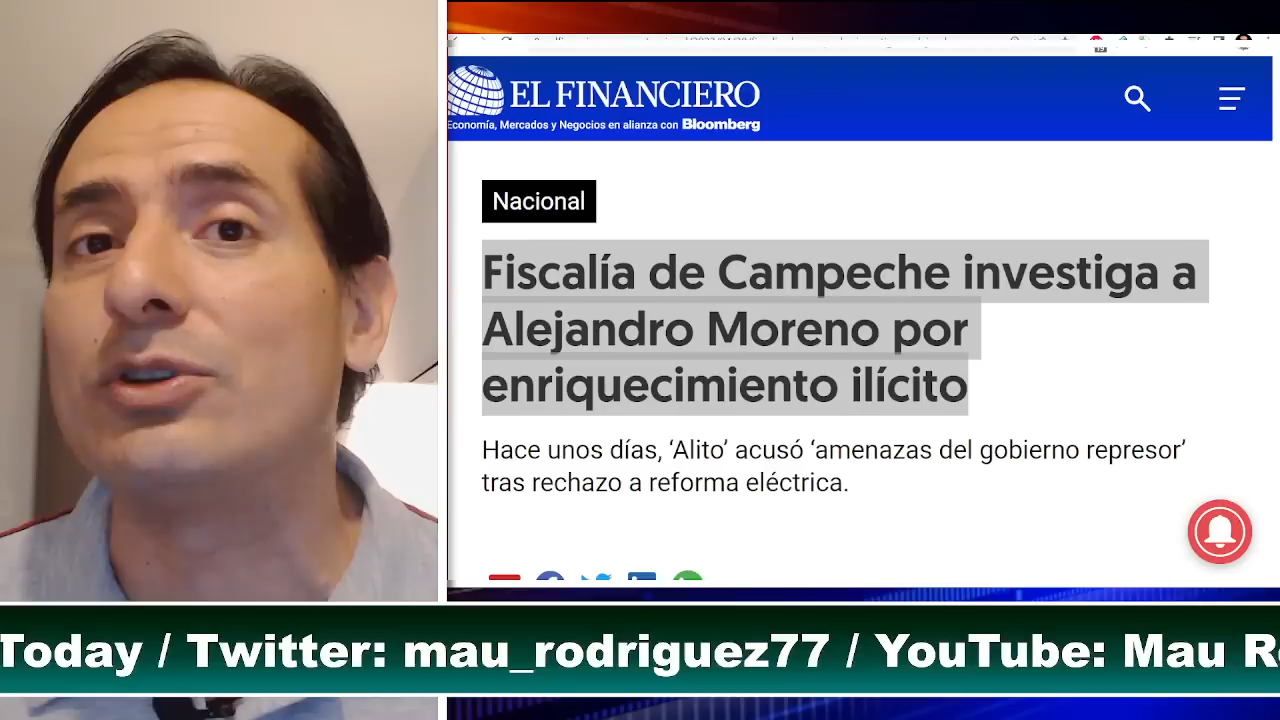 EL FINANCIERO
Economía, Mercados y Negocios en alianza con Bloomberg
Nacional
Fiscalía de Campeche investiga a
Alejandro Moreno por
enriquecimiento ilícito
Hace unos días, ‘Alito’ acusó ‘amenazas del gobierno represor’
tras rechazo a reforma eléctrica.
Today / Twitter: mau_rodriguez77 / YouTube: Mau R